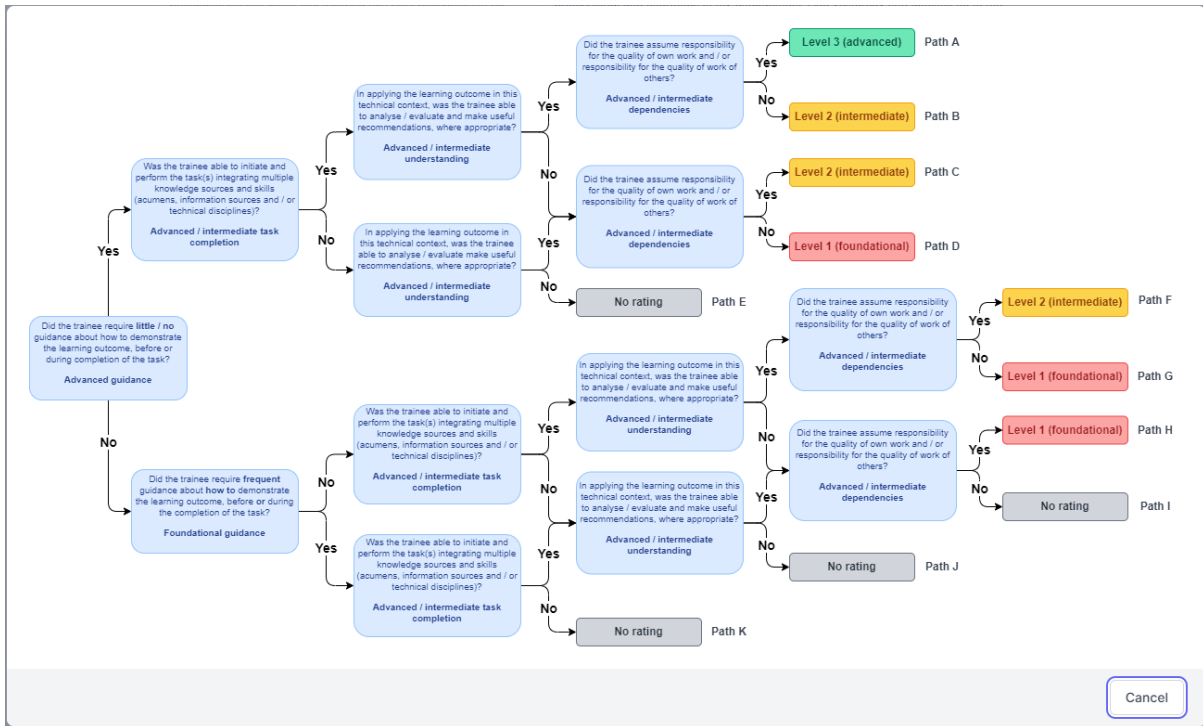 Did the trainee require little / no
guidance about how to demonstrate
the learning outcome, before or
during completion of the task?
Advanced guidance
Yes
No
Was the trainee able to initiate and
perform the task(s) integrating multiple
knowledge sources and skills
(acumens, information sources and / or
technical disciplines)?
Advanced / intermediate task
completion
Yes
No
Did the trainee require frequent
guidance about how to demonstrate
the learning outcome, before or during
the completion of the task?
Foundational guidance
No
Yes
In applying the learning outcome in this
technical context, was the trainee able
to analyse / evaluate and make useful
recommendations, where appropriate?
Advanced / intermediate
understanding
Yes
No
In applying the learning outcome in
this technical context, was the trainee
able to analyse / evaluate make useful
recommendations, where appropriate?
Advanced / intermediate
understanding
Yes
No
Was the trainee able to initiate and
perform the task(s) integrating multiple
knowledge sources and skills
(acumens, information sources and / or
technical disciplines)?
Advanced / intermediate task
completion
Yes
No
Was the trainee able to initiate and
perform the task(s) integrating multiple
knowledge sources and skills
(acumens, information sources and / or
technical disciplines)?
Advanced / intermediate task
completion
Yes
No
Did the trainee assume responsibility
for the quality of own work and / or
responsibility for the quality of work of
others?
Advanced / intermediate
dependencies
Yes
No
Did the trainee assume responsibility
for the quality of own work and / or
responsibility for the quality of work of
others?
Advanced / intermediate
dependencies
Yes
No
No rating
Path E
In applying the learning outcome in this
technical context, was the trainee able
to analyse / evaluate and make useful
recommendations, where appropriate?
Advanced / intermediate
understanding
Yes
No
In applying the learning outcome in this
technical context, was the trainee able
to analyse / evaluate and make useful
recommendations, where appropriate?
Advanced / intermediate
understanding
Yes
No
No rating
Path K
Level 3 (advanced)
Path A
Level 2 (intermediate)
Path B
Level 2 (intermediate)
Path C
Level 1 (foundational)
Path D
Did the trainee assume responsibility
for the quality of own work and / or
responsibility for the quality of work of
others?
Advanced / intermediate
dependencies
Yes
No
Did the trainee assume responsibility
for the quality of own work and / or
responsibility for the quality of work of
others?
Advanced / intermediate
dependencies
Yes
No
No rating
Path J
Level 2 (intermediate)
Path F
Level 1 (foundational)
Path G
Level 1 (foundational)
Path H
No rating
Path I
Cancel